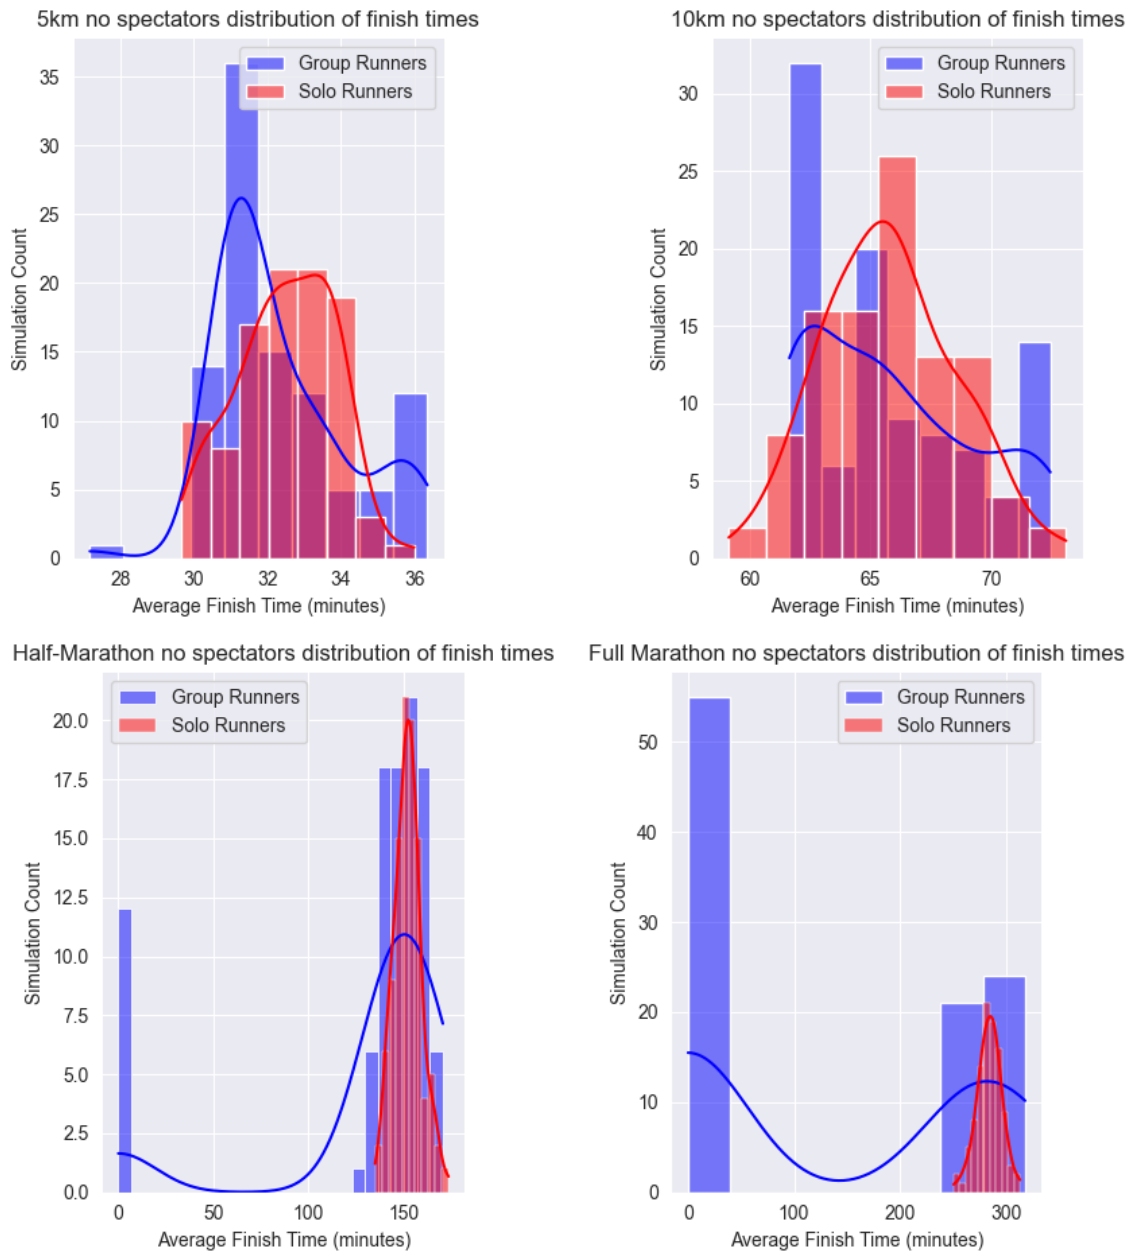 5km no spectators distribution of finish times
Group Runners
Solo Runners
35
30
25
20
15
10
5
0
Simulation Count
28 30 32 34 36
Average Finish Time (minutes)
10km no spectators distribution of finish times
Group Runners
Solo Runners
30
25
20
15
10
5
0
Simulation Count
60 65 70
Average Finish Time (minutes)
Half-Marathon no spectators distribution of finish times
Group Runners
Solo Runners
20.0
17.5
15.0
12.5
10.0
7.5
5.0
2.5
0.0
Simulation Count
0 50 100 150
Average Finish Time (minutes)
Full Marathon no spectators distribution of finish times
Group Runners
Solo Runners
50
40
30
20
10
0
Simulation Count
0 100 200 300
Average Finish Time (minutes)